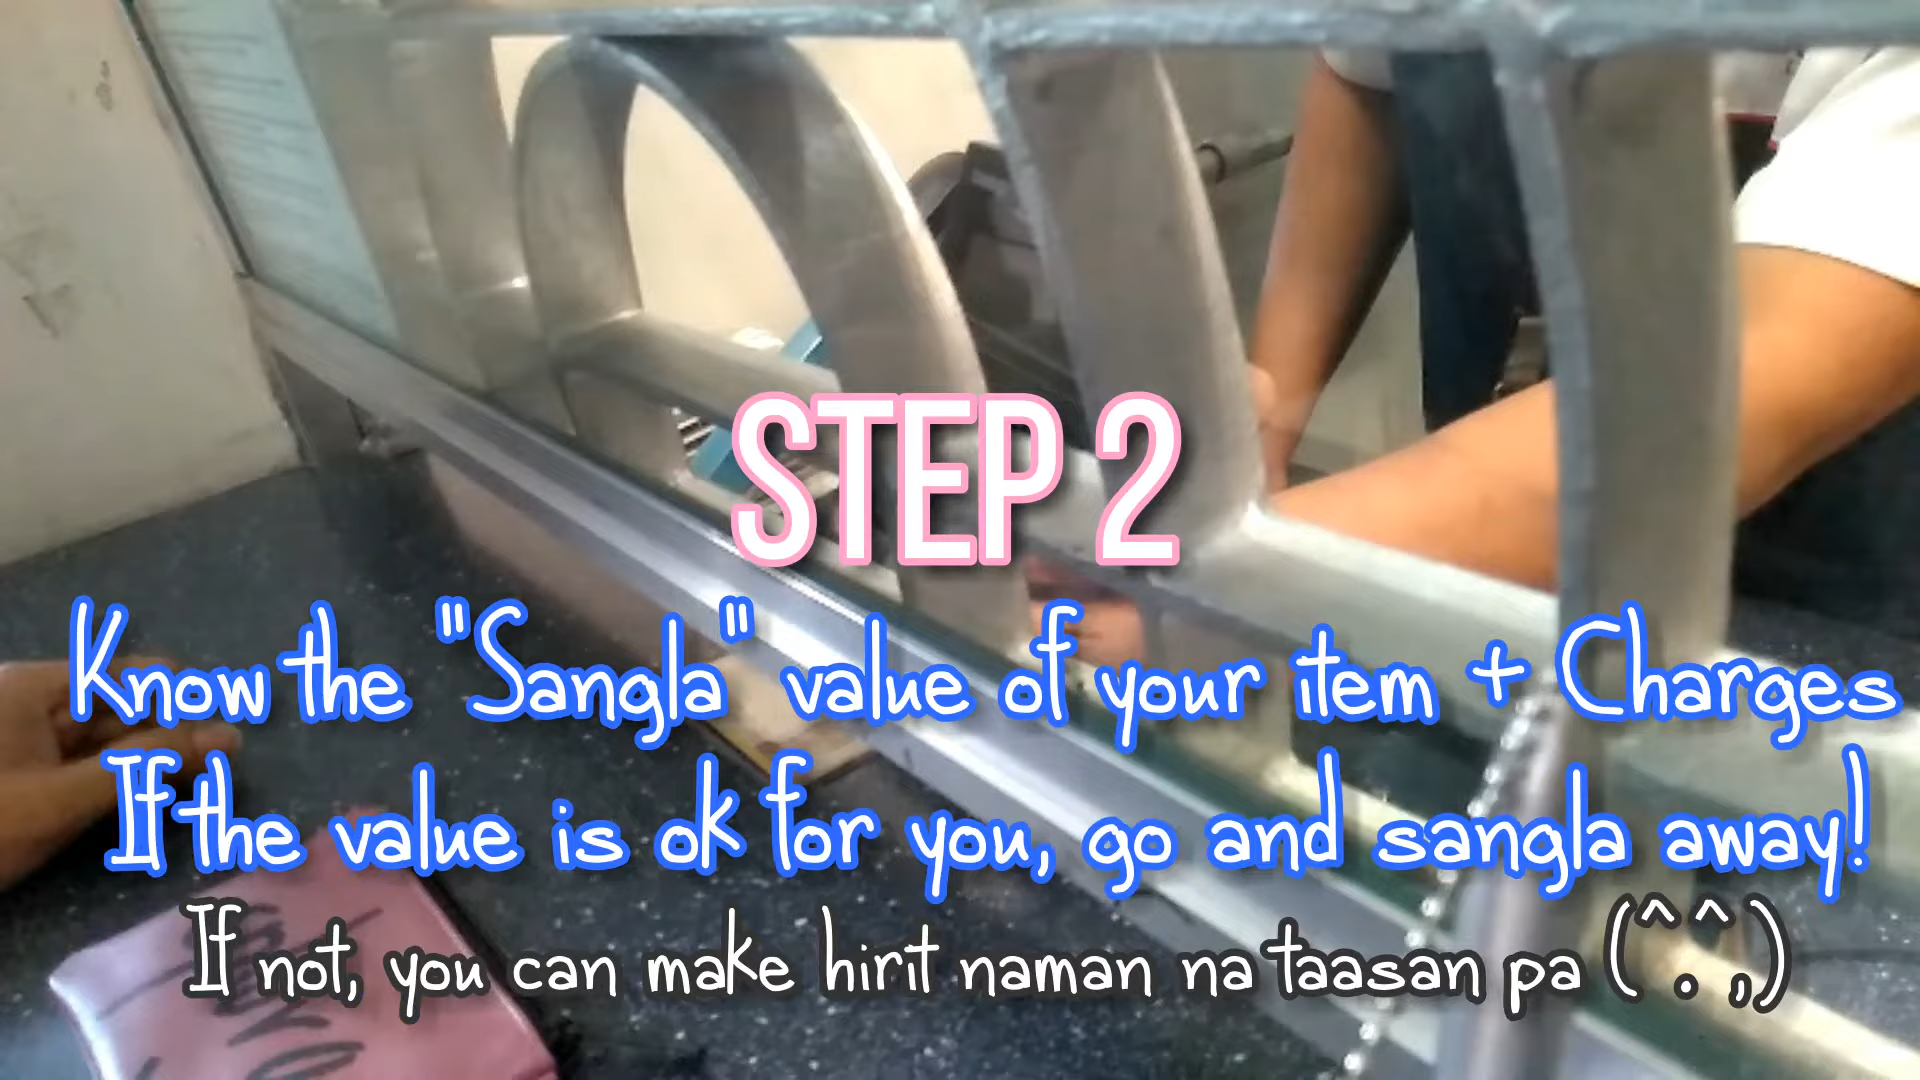 STEP 2
Know the "Sangla" value of your item + Charges
If the value is ok for you, go and sangla away!
If not, you can make hirit naman na taasan pa (^.^,)